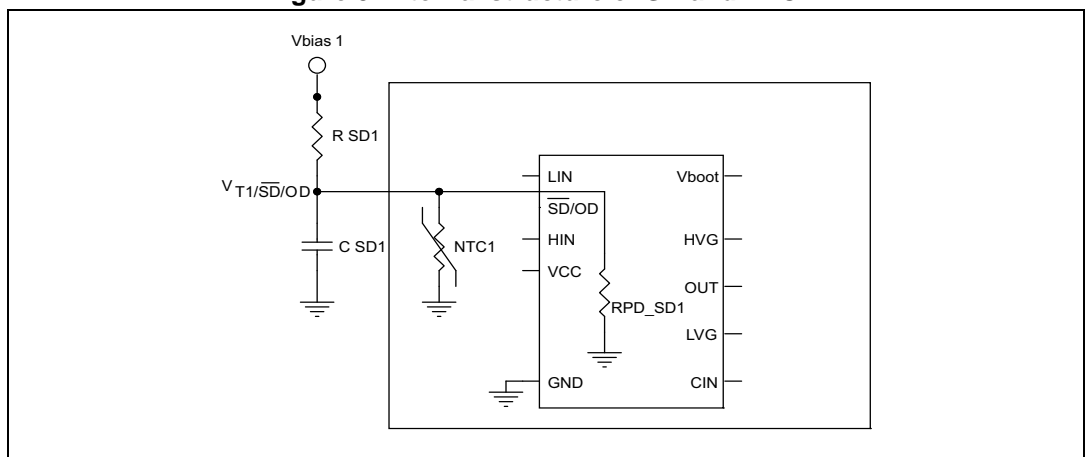 Vbias 1
R SD1
V T1/SD/OD
C SD1
NTC1
LIN
SD/OD
HIN
VCC
GND
RPD_SD1
Vboot
HVG
OUT
LVG
CIN